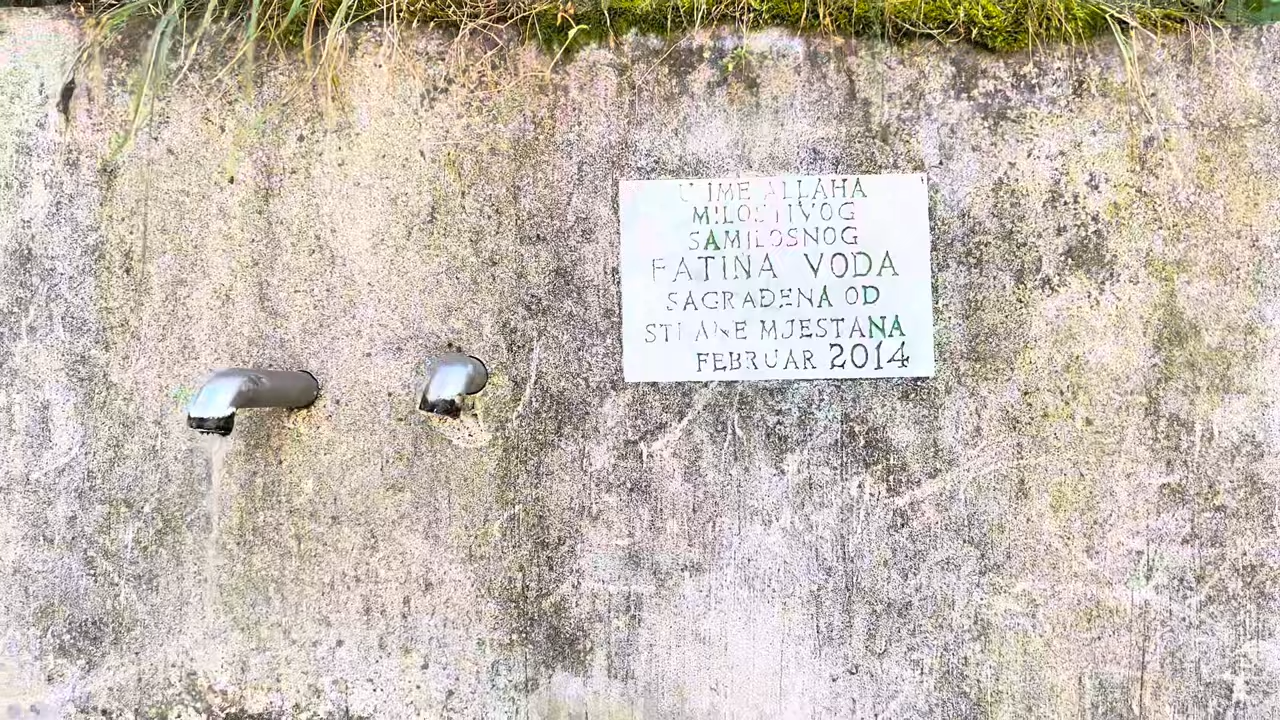 U IME ALLAHA
MILOSTIVOG
SAMILOSNOG
FATINA VODA
SAGRAĐENA OD
STRANE MJESTANA
FEBRUAR 2014